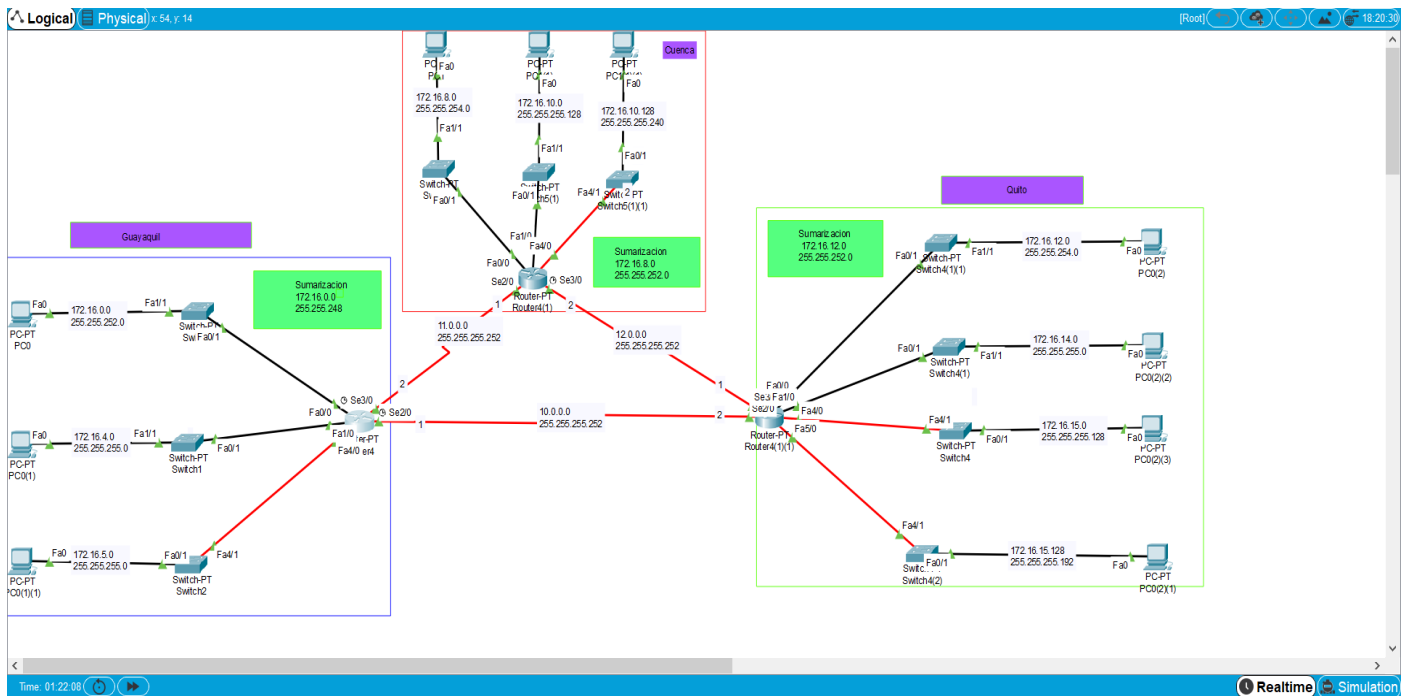 Logical
Physical
x: 54, y: 14
[Root]
18:20:30
Cuenca
PC-PT
Fa0
172.16.8.0
255.255.254.0
Fa1/1
Fa0/1
PC-PT
Fa0
172.16.10.0
255.255.255.128
Fa1/1
Fa0/1
PC-PT
Fa0
172.16.10.128
255.255.255.240
Fa0/1
Fa4/1
Switch5(1)(1)
Fa1/0
Fa4/0
Fa0/0
Se2/0
Se3/0
Router-PT
Router4(1)
1
2
Sumarizacion
172.16.8.0
255.255.252.0
11.0.0.0
255.255.255.252
2
12.0.0.0
255.255.255.252
1
10.0.0.0
255.255.255.252
1
2
Guayaquil
Sumarizacion
172.16.0.0
255.255.248
Fa0
172.16.0.0
255.255.252.0
Fa1/1
Fa0/1
PC-PT
PC0
Fa0
172.16.4.0
255.255.255.0
Fa1/1
Switch-PT
Switch1
PC-PT
PC0(1)
Fa0
172.16.5.0
255.255.255.0
Fa0/1
Fa4/1
Switch-PT
Switch2
PC-PT
PC0(1)(1)
Se3/0
Fa0/0
Se2/0
Fa1/0
Fa4/0
Quito
Sumarizacion
172.16.12.0
255.255.252.0
Fa0/1
Switch-PT
Switch4(1)(1)
Fa1/1
172.16.12.0
255.255.254.0
Fa0
PC-PT
PC0(2)
Fa0/1
Switch-PT
Switch4(1)
Fa1/1
172.16.14.0
255.255.255.0
Fa0
PC-PT
PC0(2)(2)
Fa0/0
Fa1/0
Se2/0
Fa4/0
Fa5/0
Router-PT
Router4(1)(1)
Fa4/1
Switch-PT
Switch4
Fa0/1
172.16.15.0
255.255.255.128
Fa0
PC-PT
PC0(2)(3)
Fa4/1
Fa0/1
Switch4(2)
172.16.15.128
255.255.255.192
Fa0
PC-PT
PC0(2)(1)
Time: 01:22:08
Realtime
Simulation